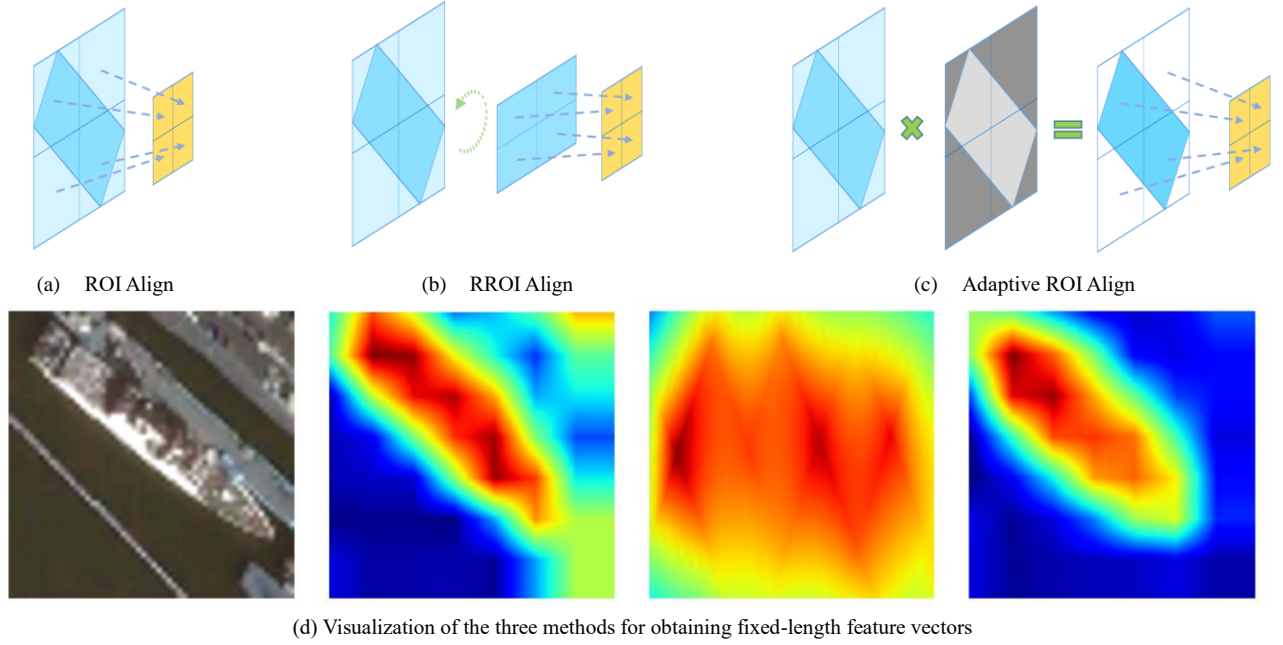 (a) ROI Align
(b) RROI Align
(c) Adaptive ROI Align
(d) Visualization of the three methods for obtaining fixed-length feature vectors